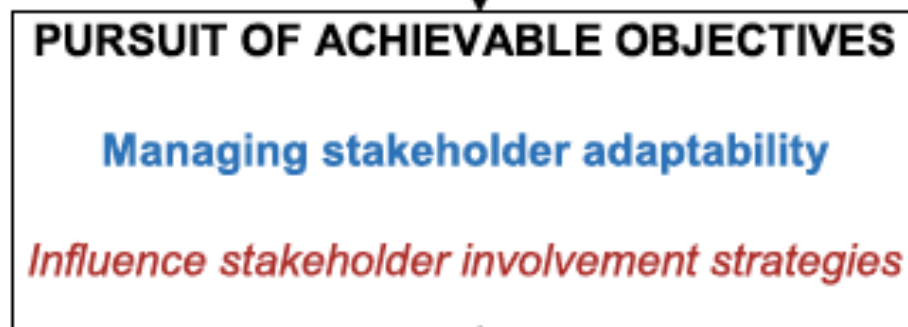 PURSUIT OF ACHIEVABLE OBJECTIVES
Managing stakeholder adaptability
Influence stakeholder involvement strategies